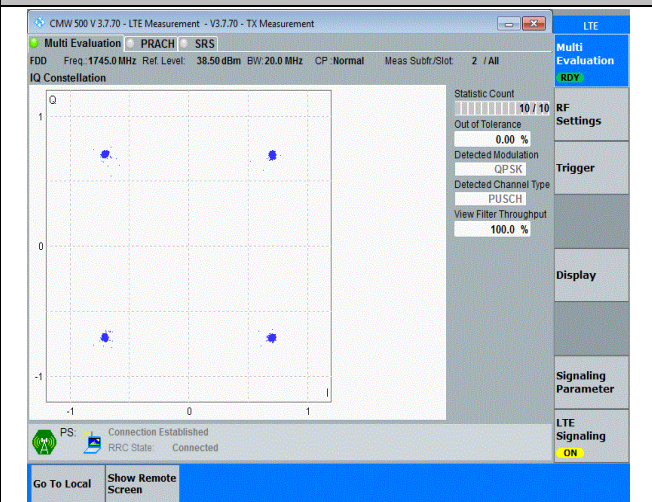 CMW 500 V 3.7.70 - LTE Measurement - V3.7.70 - TX Measurement
LTE
Multi Evaluation
PRACH
SRS
Multi
Evaluation
RDY
FDD Freq.:1745.0 MHz Ref. Level: 38.50 dBm BW:20.0 MHz CP :Normal Meas Subfr./Slot: 2 / All
IQ Constellation
Q
1
0
-1
I
-1
0
1
Statistic Count
10 / 10
Out of Tolerance
0.00 %
Detected Modulation
QPSK
Detected Channel Type
PUSCH
View Filter Throughput
100.0 %
RF
Settings
Trigger
Display
Signaling
Parameter
LTE
Signaling
ON
PS: Connection Established
RRC State: Connected
Go To Local
Show Remote
Screen